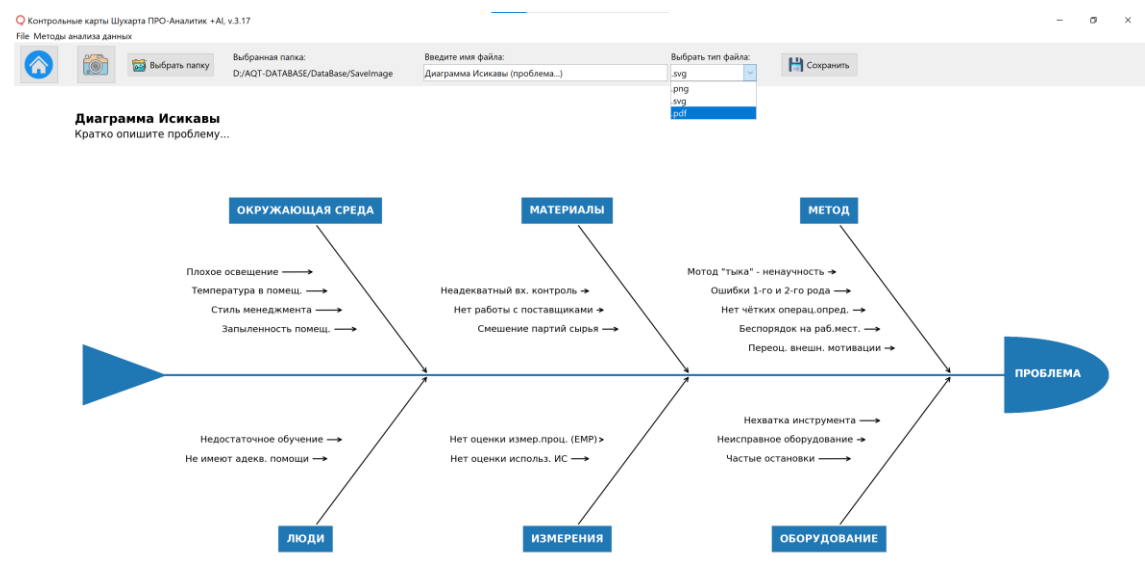 Контрольные карты Шухарта ПРО-Аналитик +AI, v.3.17
File Методы анализа данных
Выбрать папку
Выбранная папка:
D:/AQT-DATABASE/DataBase/SaveImage
Введите имя файла:
Диаграмма Исикавы (проблема...)
Выбрать тип файла:
.svg
.png
.svg
.pdf
Сохранить
Диаграмма Исикавы
Кратко опишите проблему...
ОКРУЖАЮЩАЯ СРЕДА
Плохое освещение
Температура в помещ.
Стиль менеджмента
Запыленность помещ.
МАТЕРИАЛЫ
Неадекватный вх. контроль
Нет работы с поставщиками
Смешение партий сырья
МЕТОД
Мотод "тыка" - ненаучность
Ошибки 1-го и 2-го рода
Нет чётких операц.опред.
Беспорядок на раб.мест.
Переоц. внешн. мотивации
ПРОБЛЕМА
Недостаточное обучение
Не имеют адекв. помощи
ЛЮДИ
Нет оценки измер.проц. (EMP)
Нет оценки использ. ИС
ИЗМЕРЕНИЯ
Нехватка инструмента
Неисправное оборудование
Частые остановки
ОБОРУДОВАНИЕ